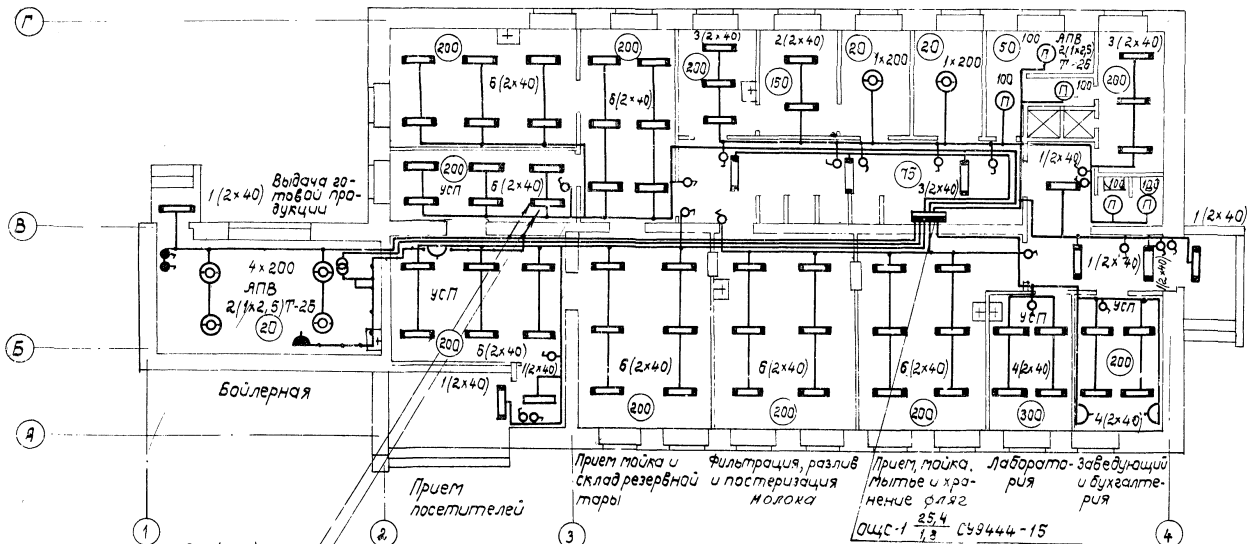 Г
200
6(2×40)
200
6(2×40)
3(2×40)
200
2(2×40)
150
20
1×200
20
1×200
50
100
100
АПВ
2(1×2,5)
Т-25
100
3(2×40)
200
200
УСП
6(2×40)
75
3(2×40)
1(2×40)
100
100
1(2×40)
Выдача го-
товой про-
дукции
В
1(2×40)
4×200
АПВ
2(1×2,5)Т-25
20
УСП
200
6(2×40)
1(2×40)
1(2×40)
1(2×40)
1(2×40)
УСП
УСП
Б
6(2×40)
200
6(2×40)
200
6(2×40)
200
4(2×40)
300
200
4(2×40)
Бойлерная
А
Прием
посетителей
Прием мойка и
склад резервной
тары
Фильтрация, разлив
и постеризация
молока
Прием, мойка,
мытье и хра-
нение фляг
Лаборато-
рия
Заведующий
и бухгалте-
рия
ОЩС-1 25,4/1,3 СУ9444-15
1
2
3
4